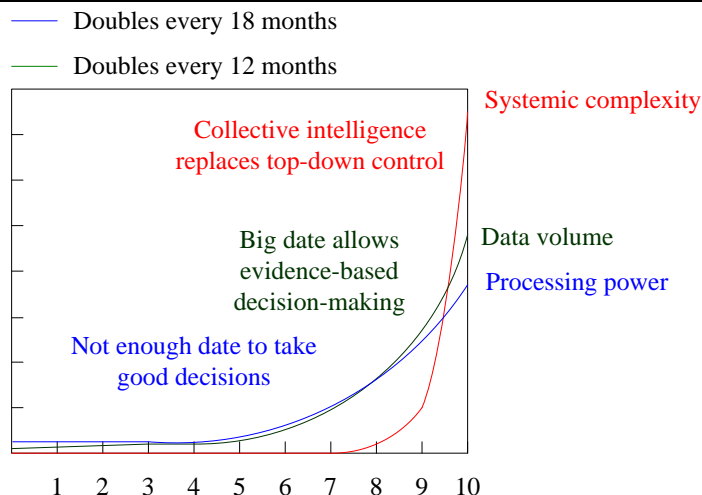 Doubles every 18 months
Doubles every 12 months
Systemic complexity
Collective intelligence
replaces top-down control
Data volume
Big date allows
evidence-based
decision-making
Processing power
Not enough date to take
good decisions
1 2 3 4 5 6 7 8 9 10